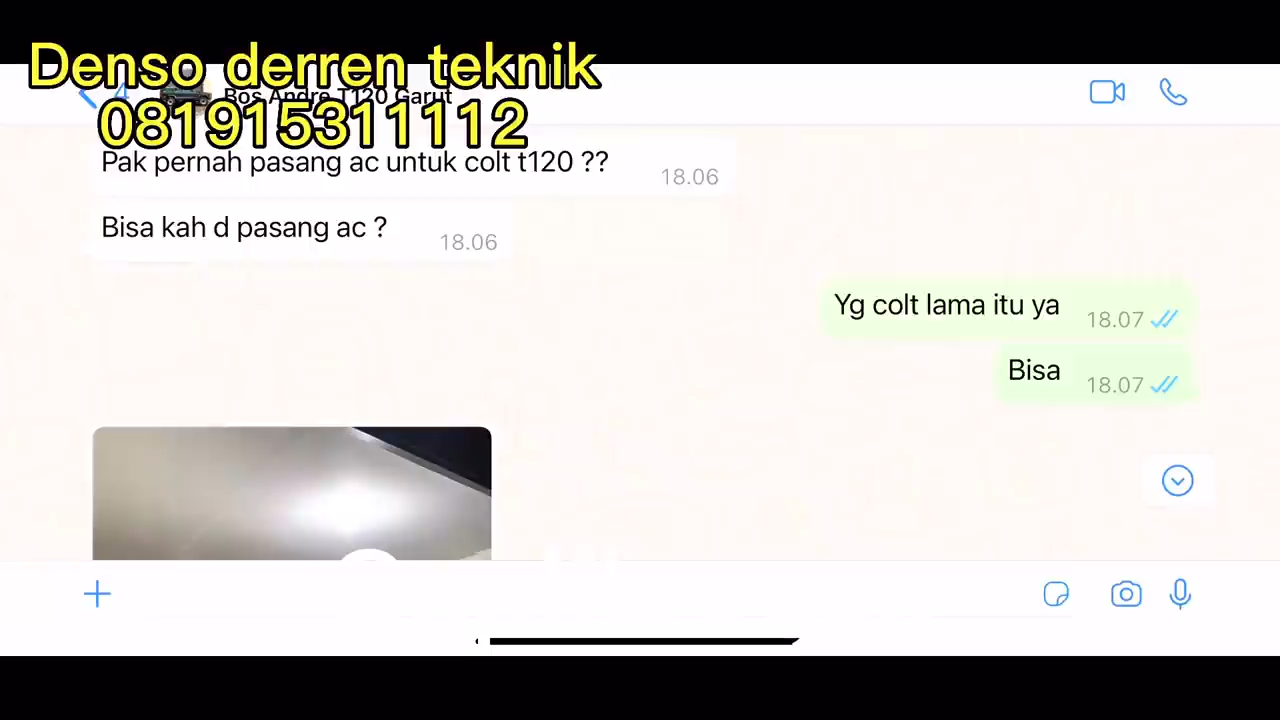 Denso derren teknik
4
Bos Andre T120 Garut
081915311112
Pak pernah pasang ac untuk colt t120 ??
18.06
Bisa kah d pasang ac ?
18.06
Yg colt lama itu ya
18.07
Bisa
18.07